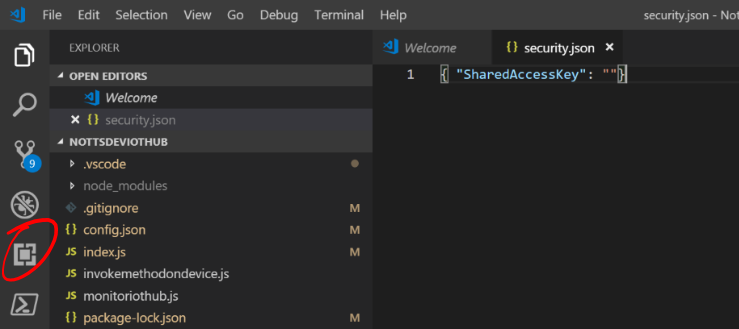 File Edit Selection View Go Debug Terminal Help security.json - Nott
EXPLORER
Welcome {} security.json ×
OPEN EDITORS
1 { "SharedAccessKey": ""}
Welcome
× {} security.json
NOTTSDEVIOTHUB
9
.vscode
node_modules
.gitignore M
{} config.json M
JS index.js M
JS invokemethodondevice.js
JS monitoriothub.js
{} package-lock.json M